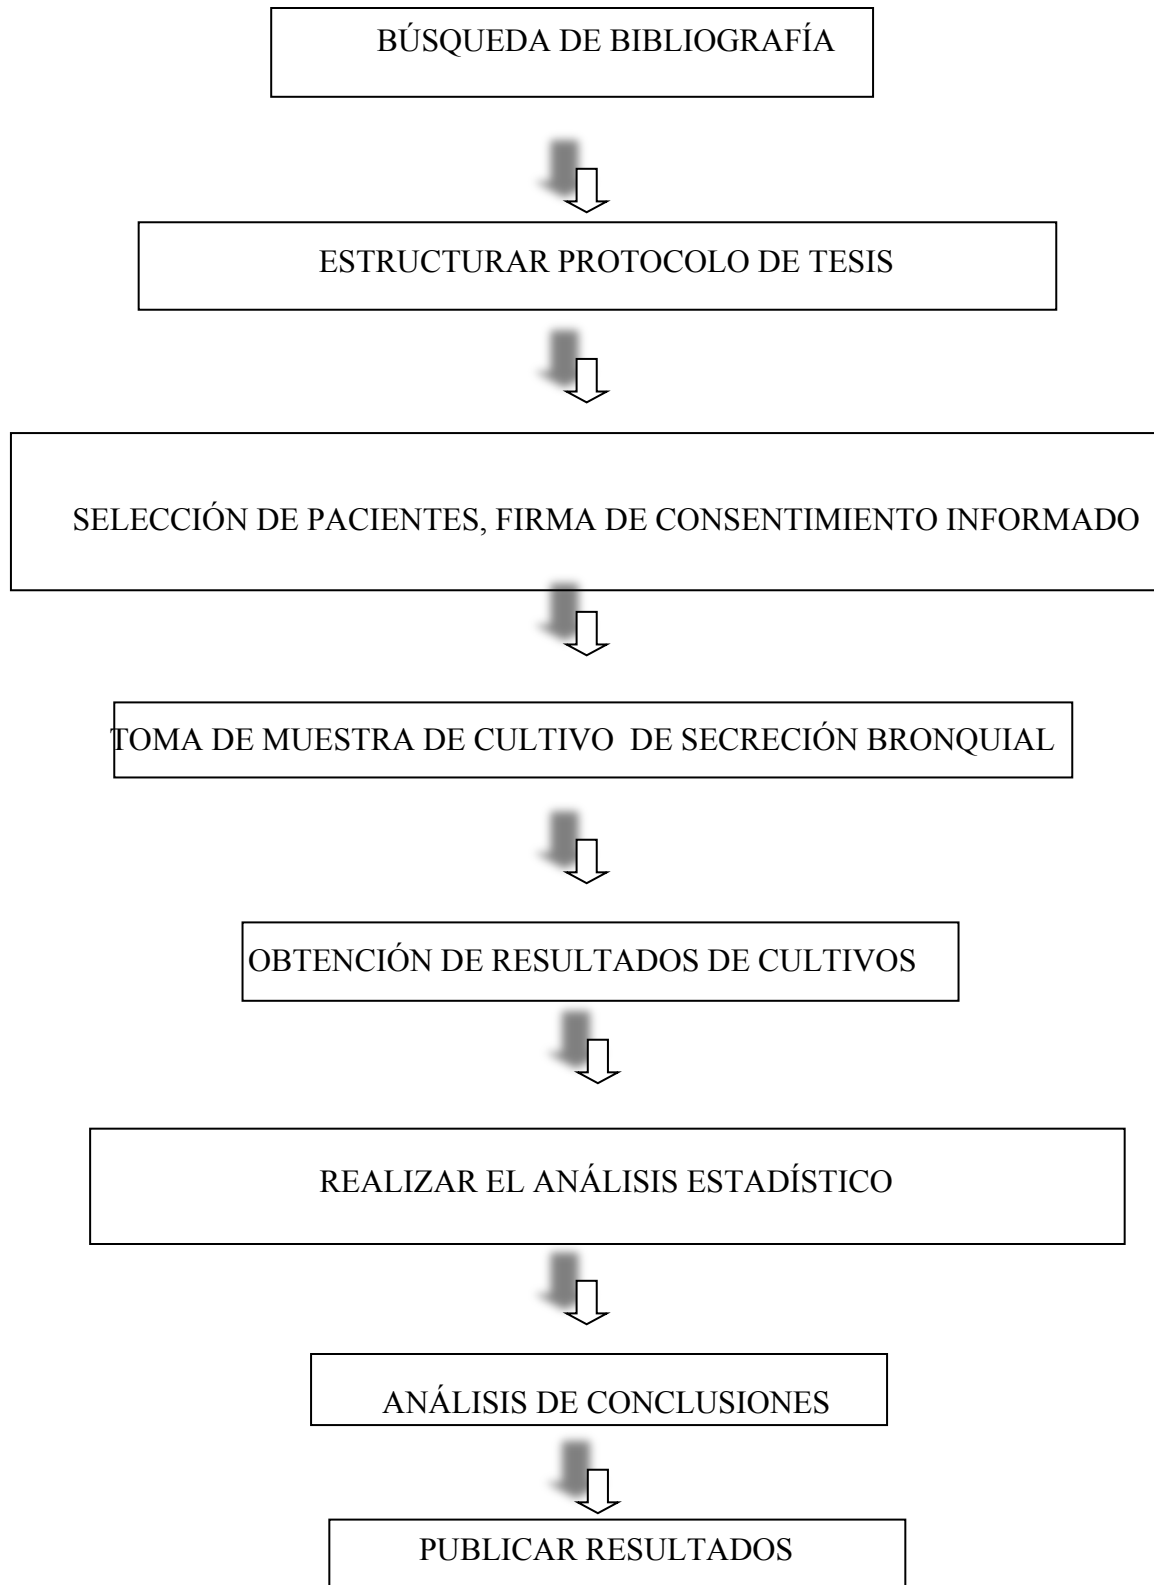 BÚSQUEDA DE BIBLIOGRAFÍA
ESTRUCTURAR PROTOCOLO DE TESIS
SELECCIÓN DE PACIENTES, FIRMA DE CONSENTIMIENTO INFORMADO
TOMA DE MUESTRA DE CULTIVO  DE SECRECIÓN BRONQUIAL
OBTENCIÓN DE RESULTADOS DE CULTIVOS
REALIZAR EL ANÁLISIS ESTADÍSTICO
ANÁLISIS DE CONCLUSIONES
PUBLICAR RESULTADOS